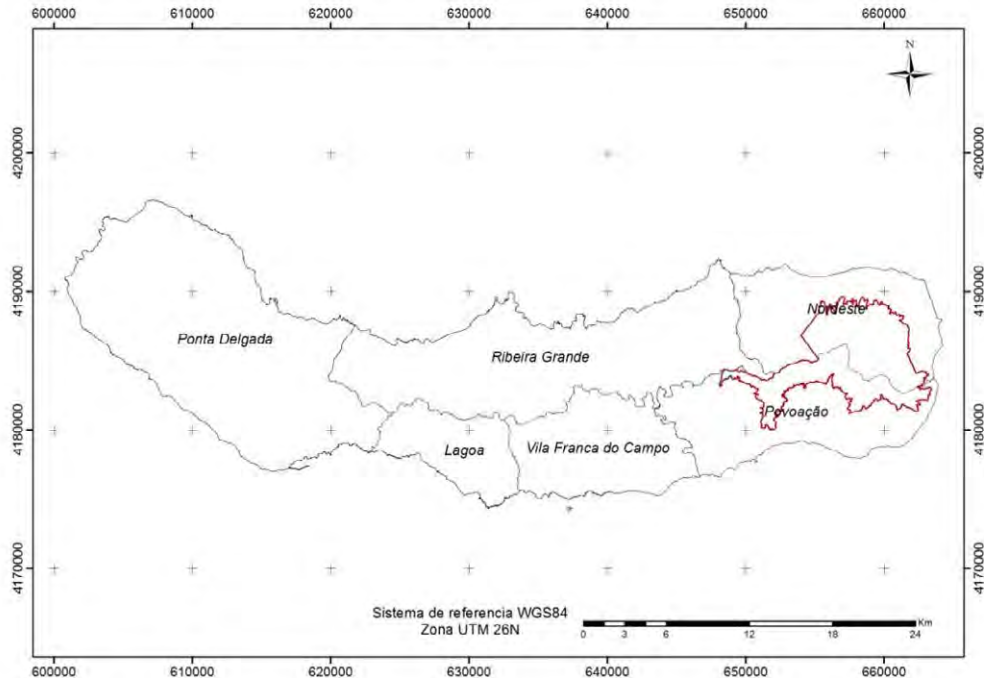 600000 610000 620000 630000 640000 650000 660000
N
4200000 4200000
4190000 4190000
Nordeste
Ponta Delgada
Ribeira Grande
Povoação
4180000 4180000
Lagoa
Vila Franca do Campo
4170000 4170000
Sistema de referencia WGS84
Zona UTM 26N
Km
0 3 6 12 18 24
600000 610000 620000 630000 640000 650000 660000